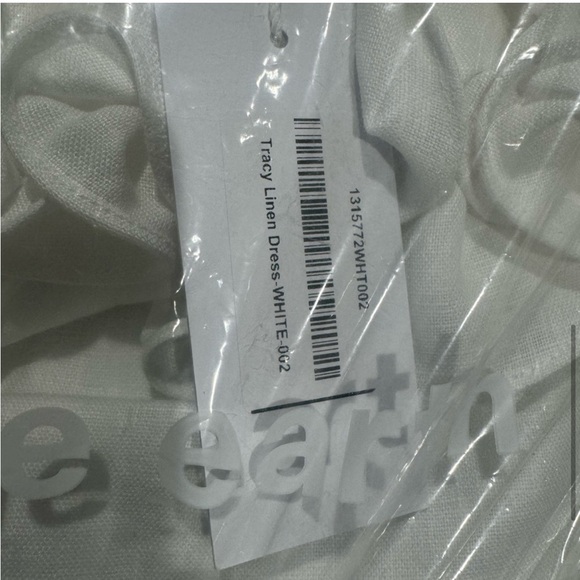 1315772WHT002
Tracy Linen Dress-WHITE-002
e earth